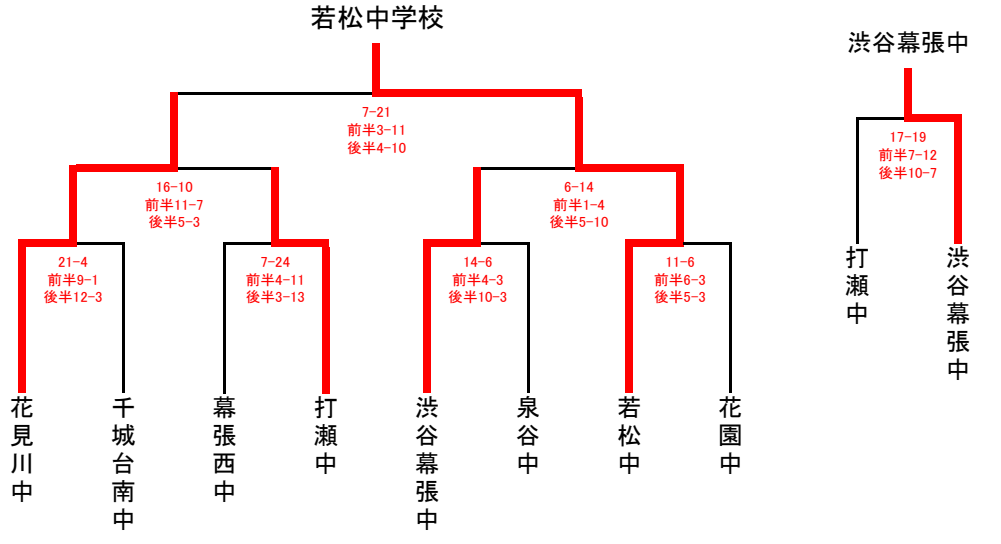 若松中学校
7-21
前半3-11
後半4-10
16-10
前半11-7
後半5-3
6-14
前半1-4
後半5-10
21-4
前半9-1
後半12-3
7-24
前半4-11
後半3-13
14-6
前半4-3
後半10-3
11-6
前半6-3
後半5-3
花見川中
千城台南中
幕張西中
打瀬中
渋谷幕張中
泉谷中
若松中
花園中
渋谷幕張中
17-19
前半7-12
後半10-7
打瀬中
渋谷幕張中